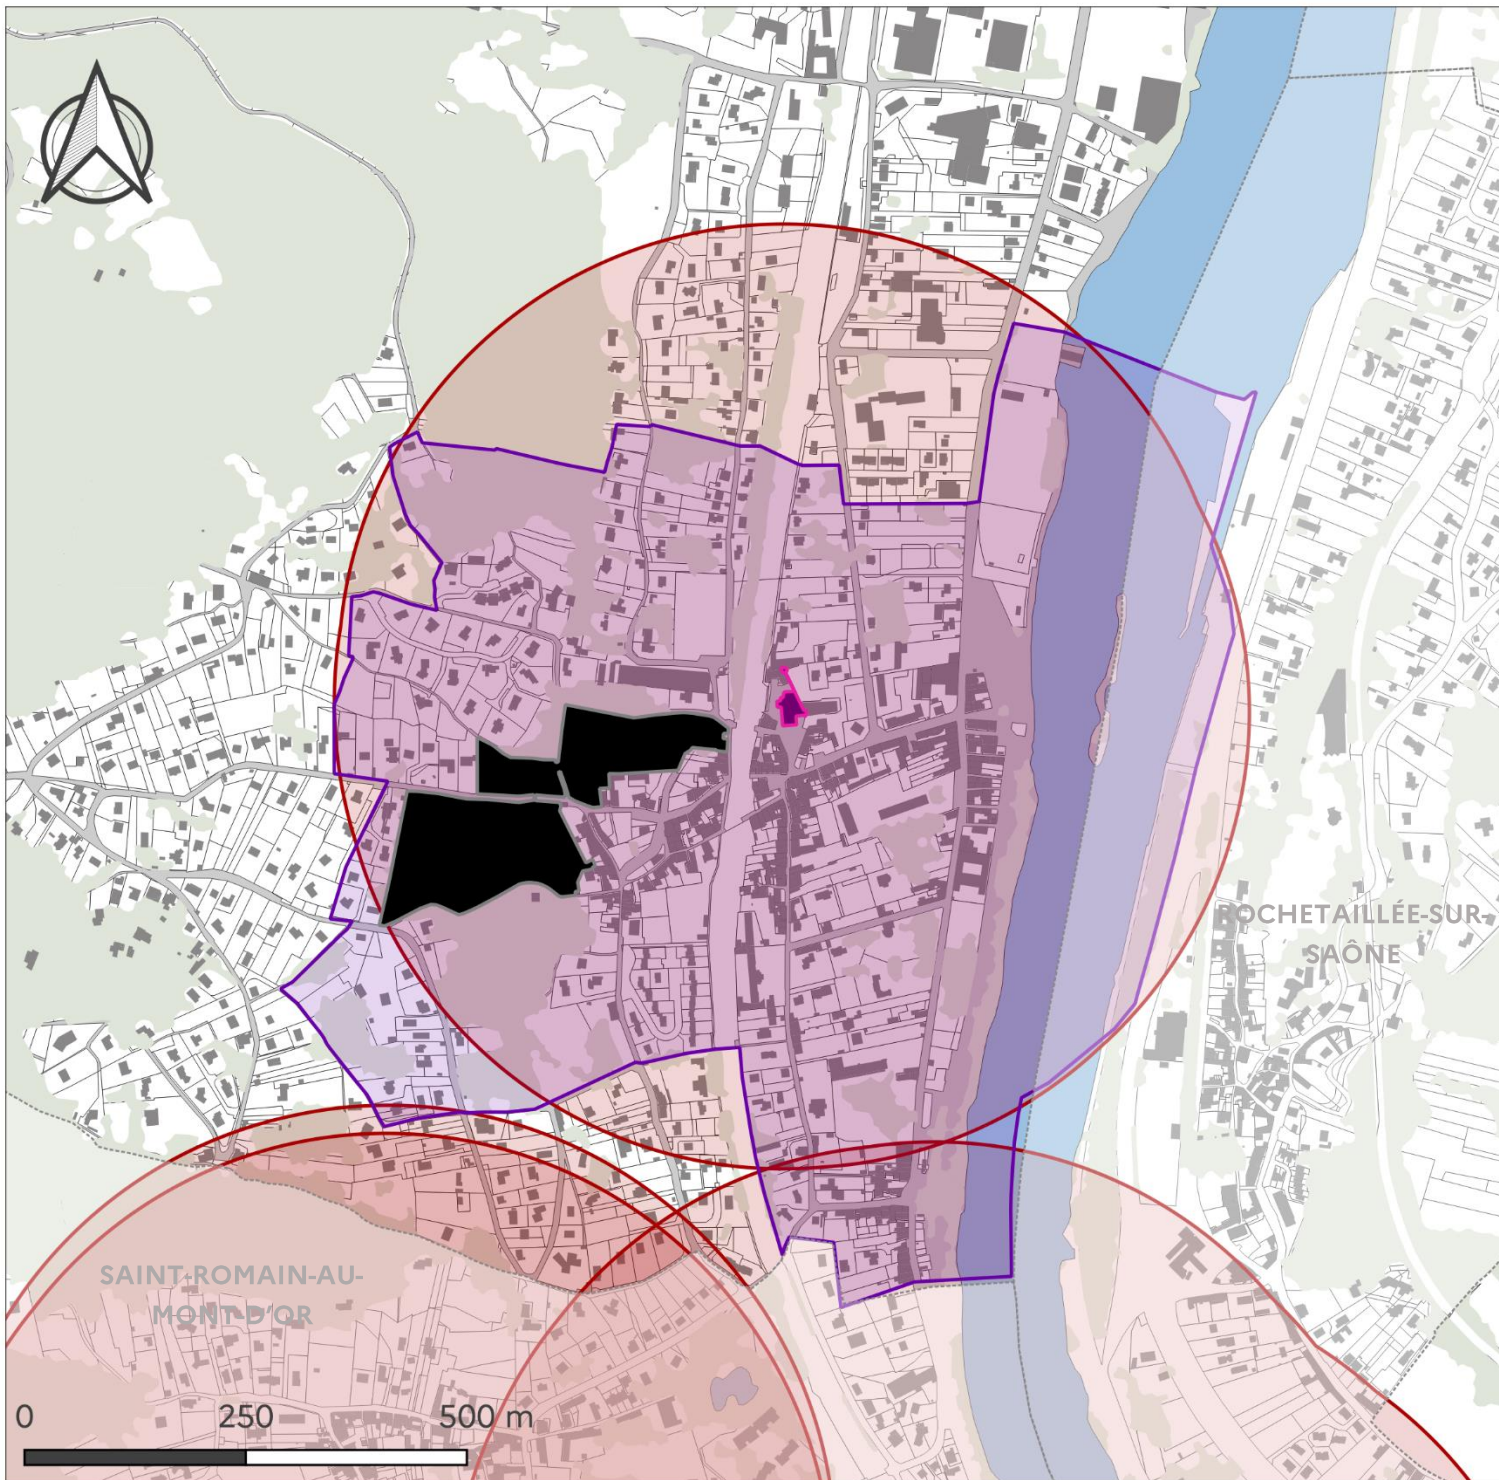 ROCHETAILLÉE-SUR-
SAÔNE
SAINT-ROMAIN-AU-
MONT-D'OR
0 250 500 m